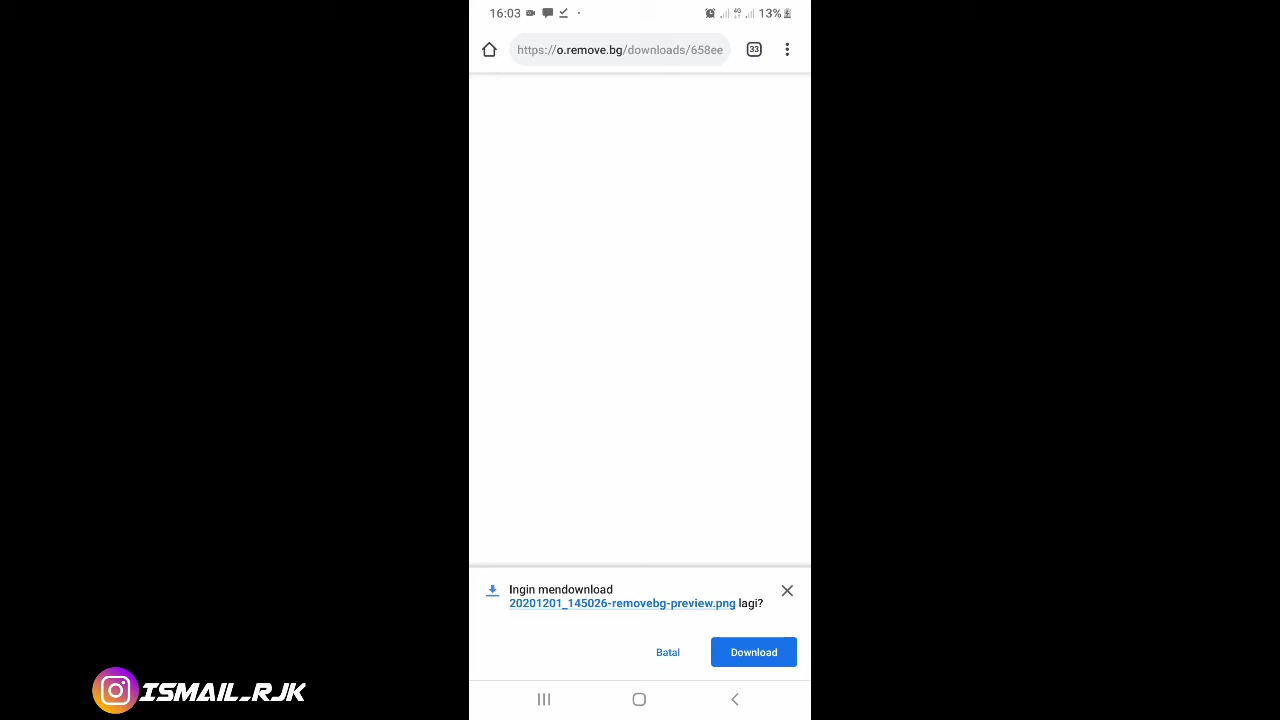 16:03
13%
https://o.remove.bg/downloads/658ee
33
Ingin mendownload
20201201_145026-removebg-preview.png lagi?
Batal
Download
ISMAIL_RJK